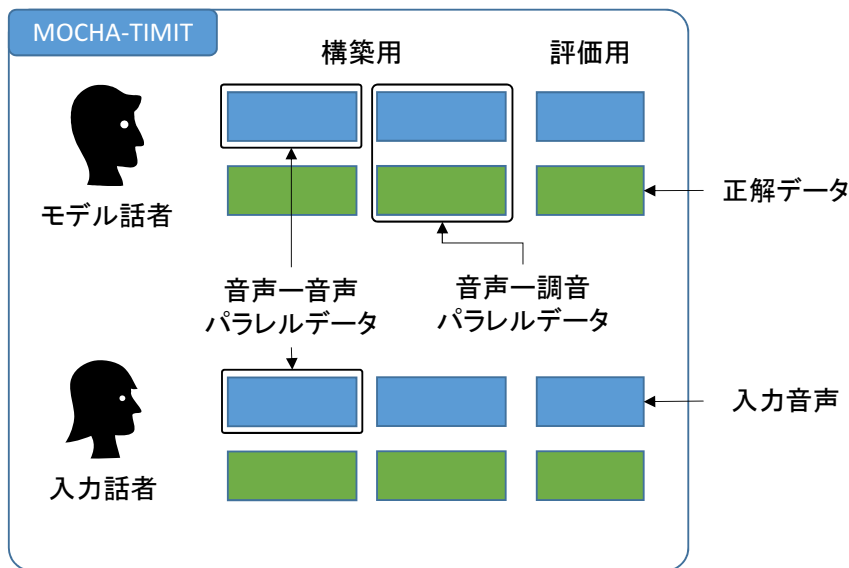 MOCHA-TIMIT
構築用
評価用
モデル話者
正解データ
音声ー音声
パラレルデータ
音声ー調音
パラレルデータ
入力音声
入力話者